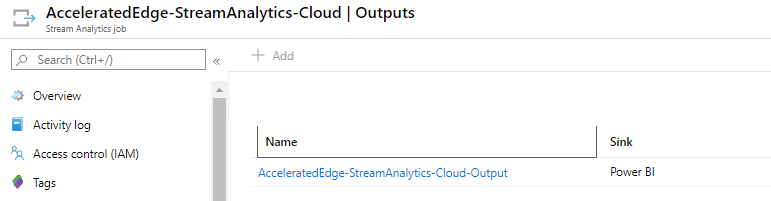 AcceleratedEdge-StreamAnalytics-Cloud | Outputs
Stream Analytics job
Search (Ctrl+/)
«
+ Add
Overview
Activity log
Access control (IAM)
Tags
Name Sink
AcceleratedEdge-StreamAnalytics-Cloud-Output Power BI